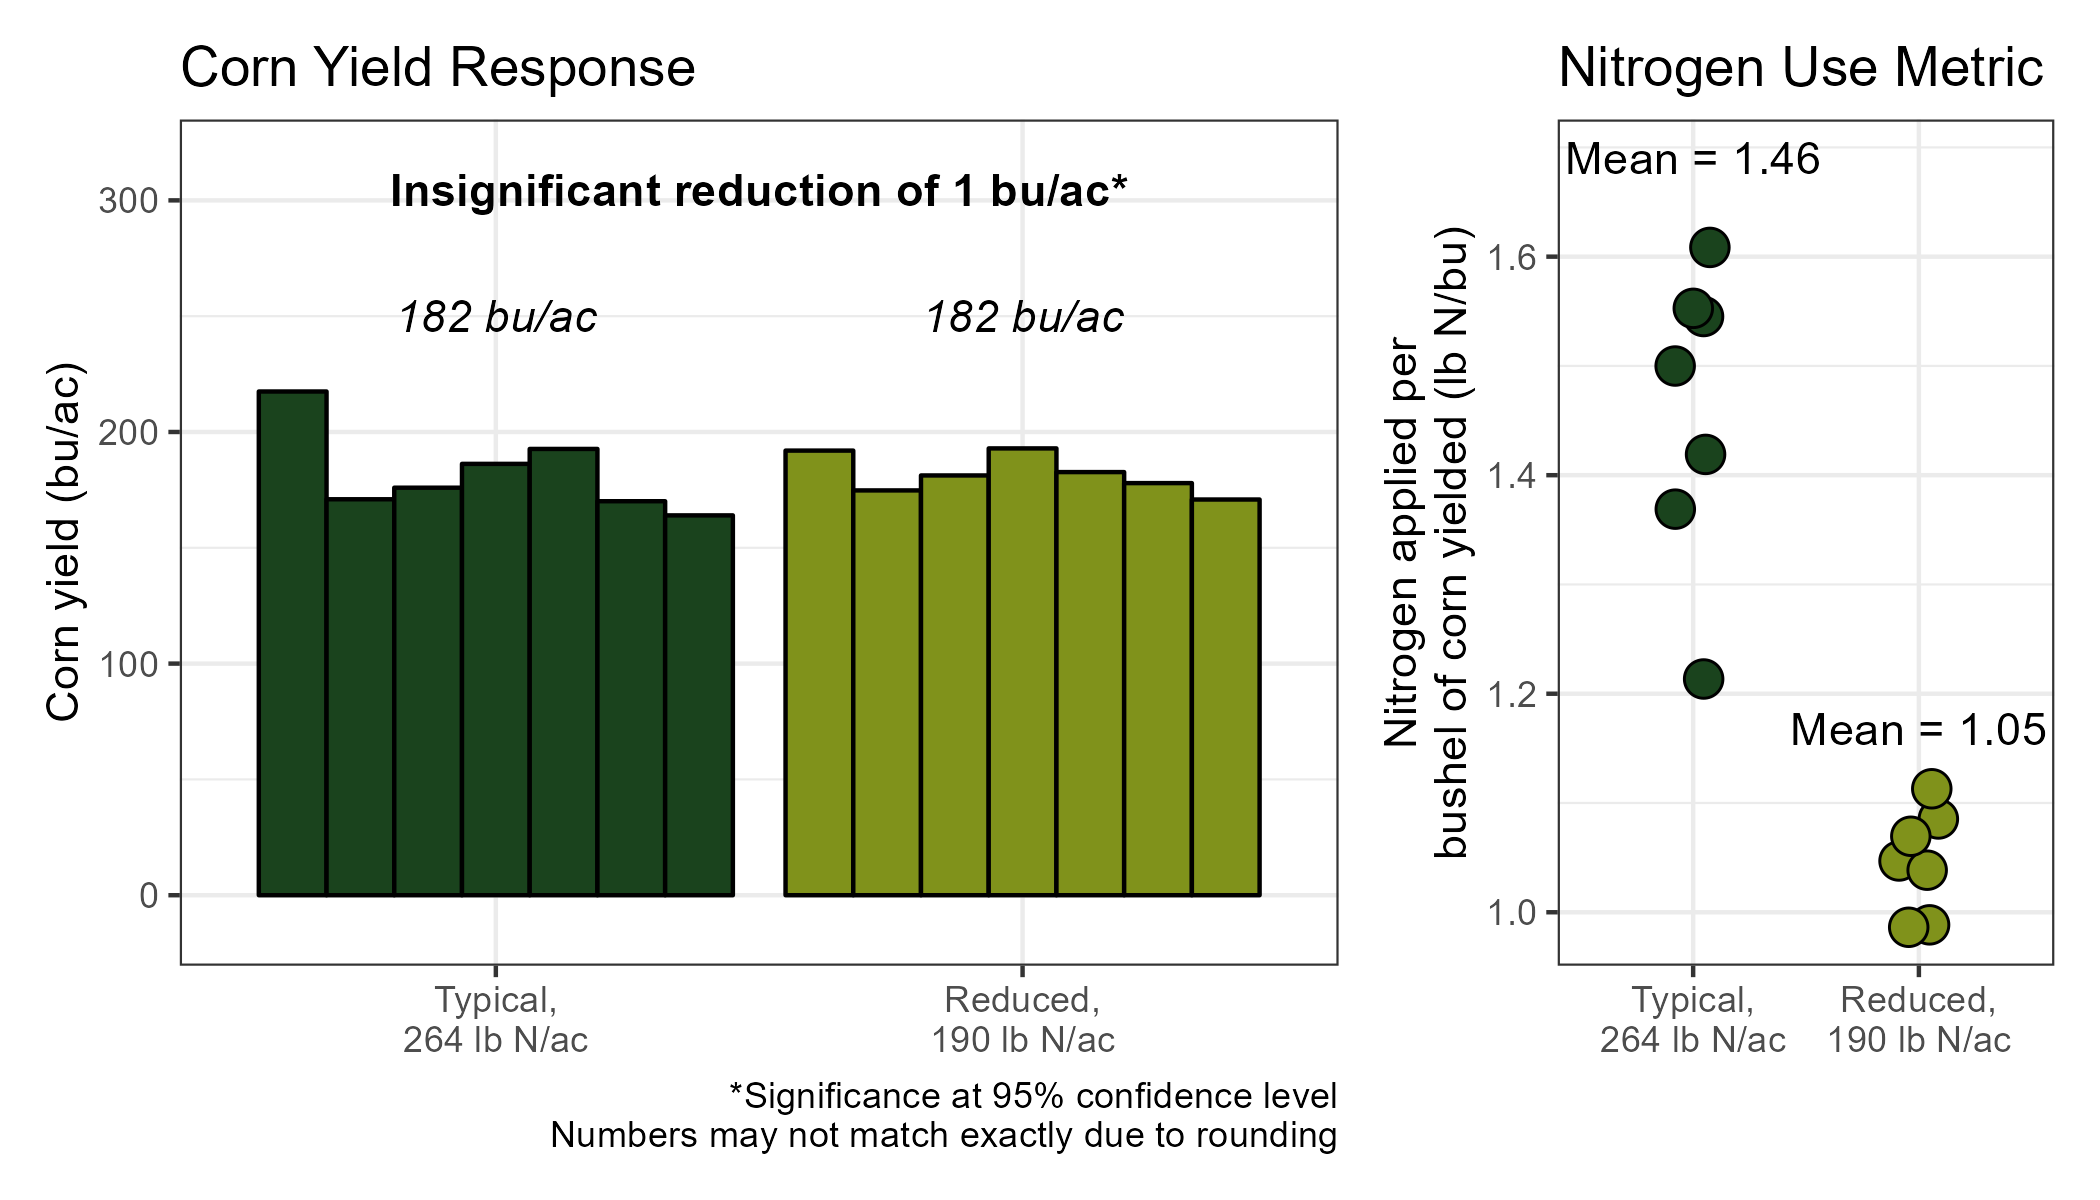 Corn Yield Response
Insignificant reduction of 1 bu/ac*
182 bu/ac
182 bu/ac
Corn yield (bu/ac)
300
200
100
0
Typical,
264 lb N/ac
Reduced,
190 lb N/ac
*Significance at 95% confidence level
Numbers may not match exactly due to rounding
Nitrogen Use Metric
Mean = 1.46
Mean = 1.05
Nitrogen applied per
bushel of corn yielded (lb N/bu)
1.6
1.4
1.2
1.0
Typical,
264 lb N/ac
Reduced,
190 lb N/ac